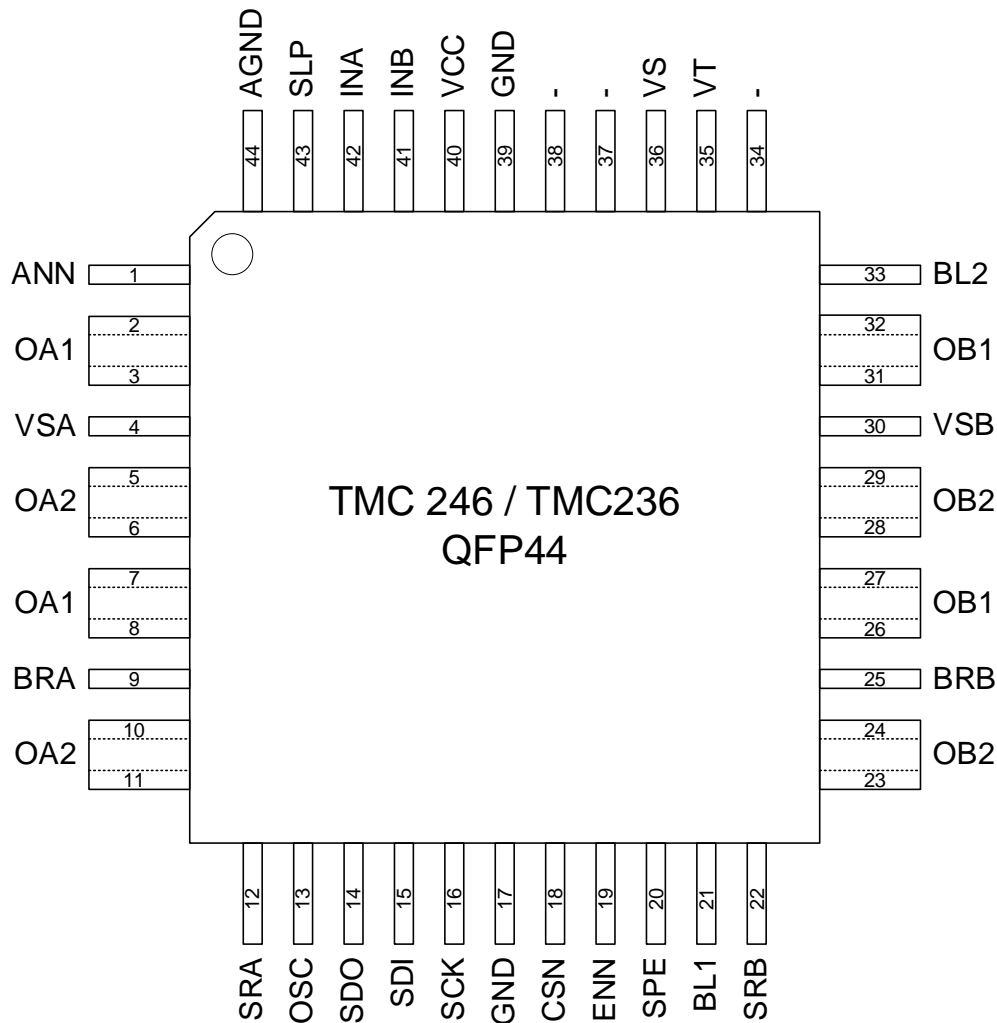 AGND
SLP
INA
INB
VCC
GND
-
-
VS
VT
-
44
43
42
41
40
39
38
37
36
35
34
ANN
1
33
BL2
2
32
OA1
OB1
3
31
VSA
4
30
VSB
5
29
OA2
OB2
6
28
TMC 246 / TMC236
QFP44
7
27
OA1
OB1
8
26
BRA
9
25
BRB
10
24
OA2
OB2
11
23
12
13
14
15
16
17
18
19
20
21
22
SRA
OSC
SDO
SDI
SCK
GND
CSN
ENN
SPE
BL1
SRB